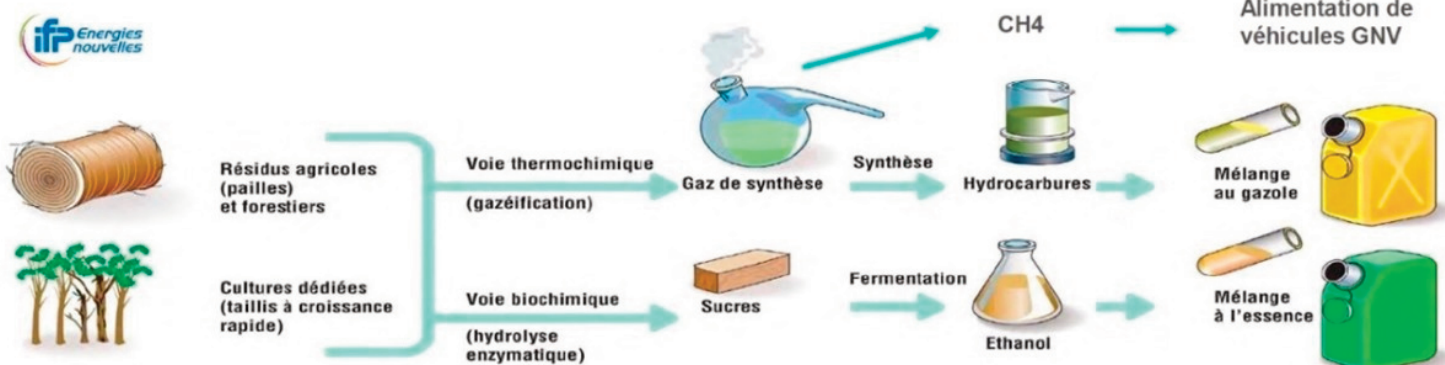 ifp Energies
nouvelles
CH4
Alimentation de
véhicules GNV
Résidus agricoles
(pailles)
et forestiers
Voie thermochimique
(gazéification)
Gaz de synthèse
Synthèse
Hydrocarbures
Mélange
au gazole
Cultures dédiées
(taillis à croissance
rapide)
Voie biochimique
(hydrolyse
enzymatique)
Sucres
Fermentation
Ethanol
Mélange
à l'essence